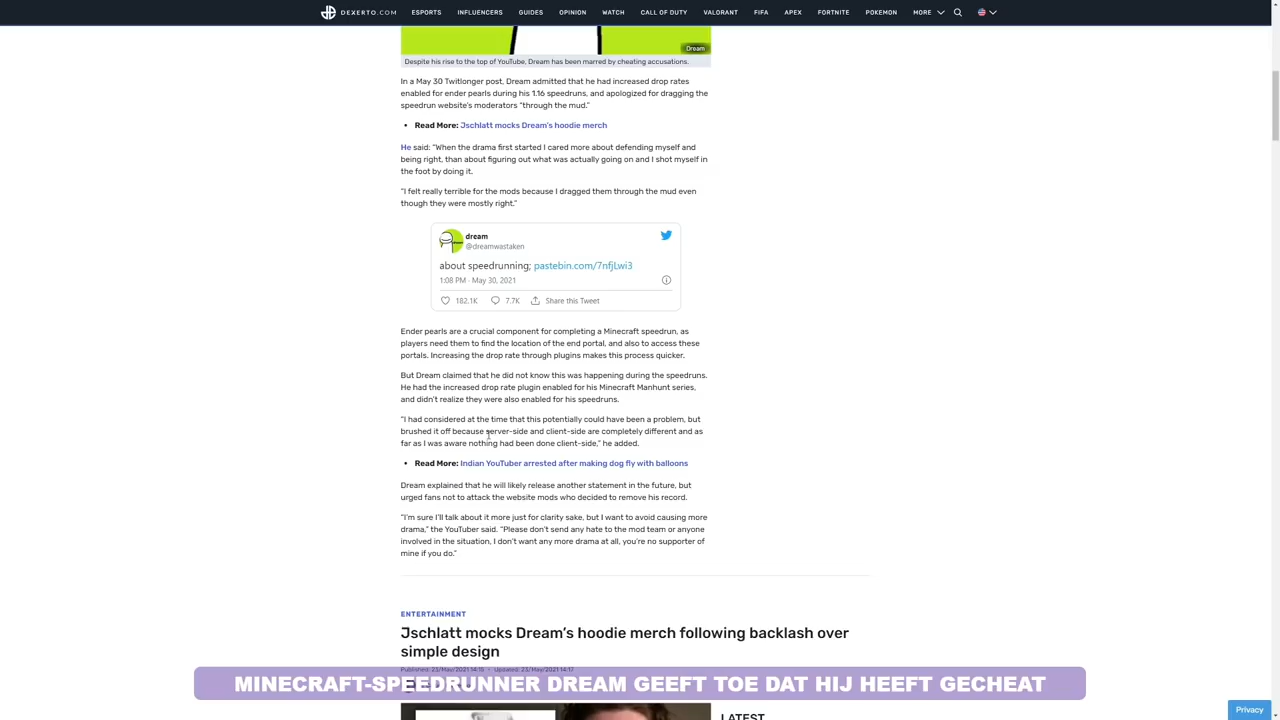 DEXERTO.COM ESPORTS INFLUENCERS GUIDES OPINION WATCH CALL OF DUTY VALORANT FIFA APEX FORTNITE POKEMON MORE
Dream
Despite his rise to the top of YouTube, Dream has been marred by cheating accusations.
In a May 30 Twitlonger post, Dream admitted that he had increased drop rates
enabled for ender pearls during his 1.16 speedruns, and apologized for dragging the
speedrun website's moderators “through the mud.”
• Read More: Jschlatt mocks Dream's hoodie merch
He said: “When the drama first started I cared more about defending myself and
being right, than about figuring out what was actually going on and I shot myself in
the foot by doing it.
“I felt really terrible for the mods because I dragged them through the mud even
though they were mostly right.”
dream
@dreamwastaken
about speedrunning; pastebin.com/7nfjLwi3
1:08 PM · May 30, 2021
182.1K 7.7K Share this Tweet
Ender pearls are a crucial component for completing a Minecraft speedrun, as
players need them to find the location of the end portal, and also to access these
portals. Increasing the drop rate through plugins makes this process quicker.
But Dream claimed that he did not know this was happening during the speedruns.
He had the increased drop rate plugin enabled for his Minecraft Manhunt series,
and didn't realize they were also enabled for his speedruns.
“I had considered at the time that this potentially could have been a problem, but
brushed it off because server-side and client-side are completely different and as
far as I was aware nothing had been done client-side,” he added.
• Read More: Indian YouTuber arrested after making dog fly with balloons
Dream explained that he will likely release another statement in the future, but
urged fans not to attack the website mods who decided to remove his record.
“I'm sure I'll talk about it more just for clarity sake, but I want to avoid causing more
drama,” the YouTuber said. “Please don't send any hate to the mod team or anyone
involved in the situation, I don't want any more drama at all, you're no supporter of
mine if you do.”
ENTERTAINMENT
Jschlatt mocks Dream's hoodie merch following backlash over
simple design
Published: 23/May/2021 14:16 • Updated: 23/May/2021 14:17
MINECRAFT-SPEEDRUNNER DREAM GEEFT TOE DAT HIJ HEEFT GECHEAT
Privacy
LATEST